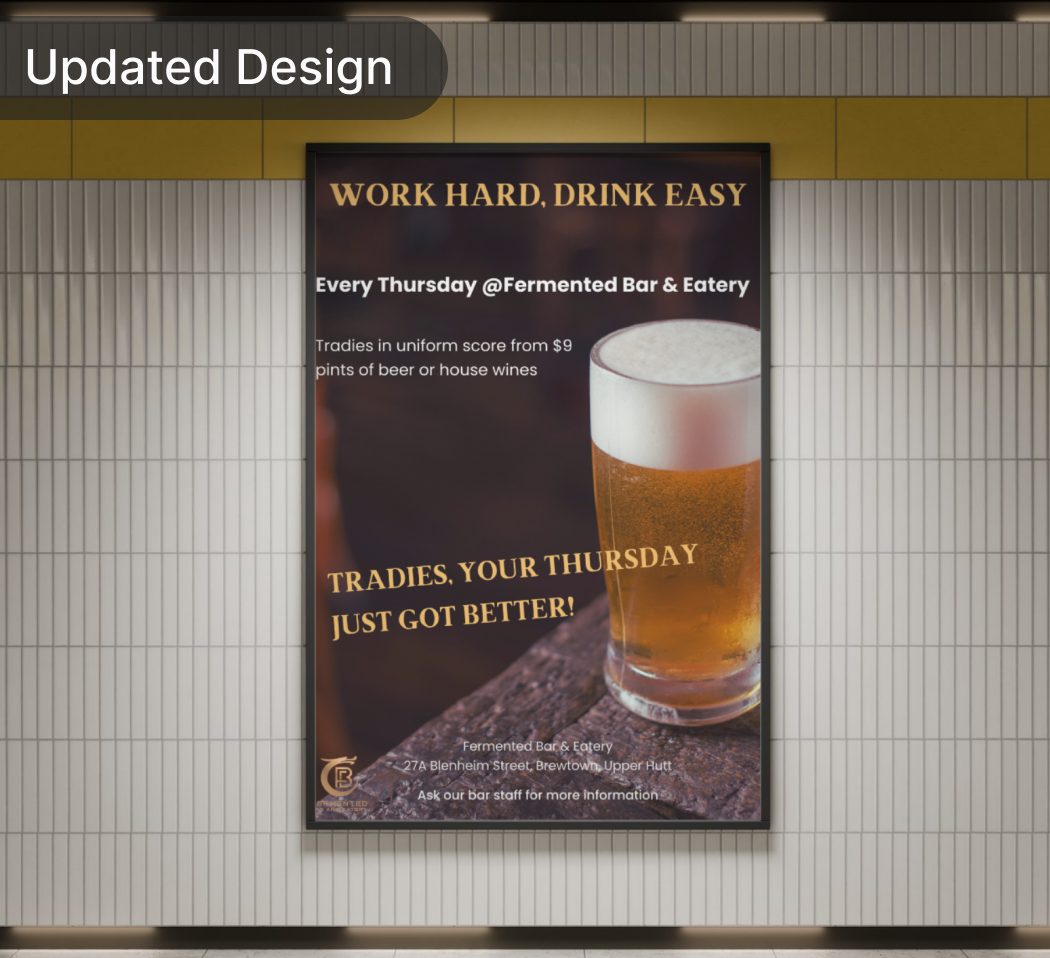 Updated Design
WORK HARD, DRINK EASY
Every Thursday @Fermented Bar & Eatery
Tradies in uniform score from $9
pints of beer or house wines
TRADIES, YOUR THURSDAY
JUST GOT BETTER!
Fermented Bar & Eatery
27A Blenheim Street, Brewtown, Upper Hutt
Ask our bar staff for more information